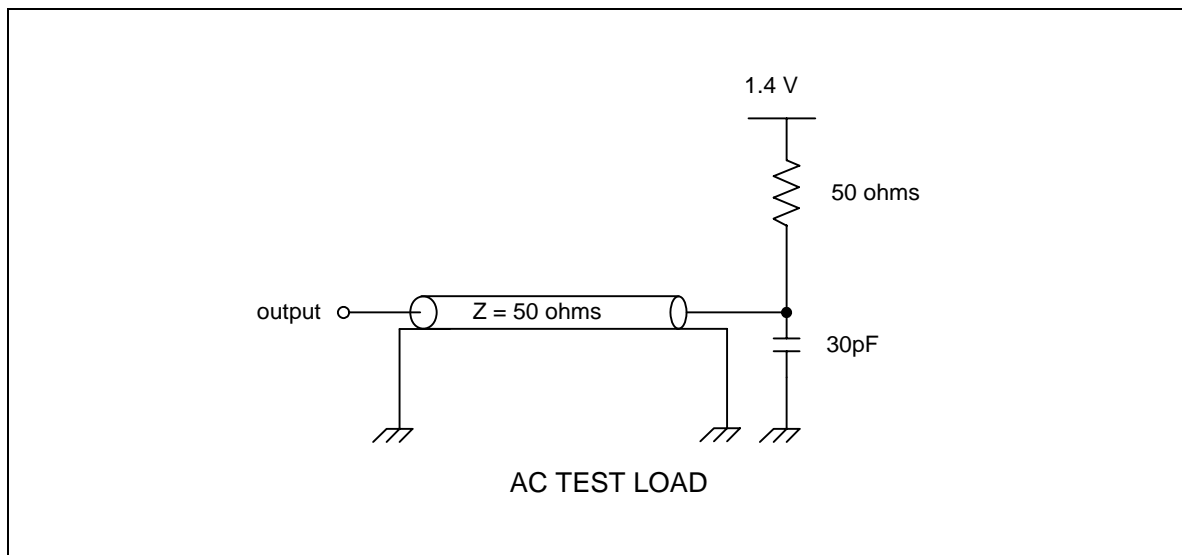 1.4 V
50 ohms
output
Z = 50 ohms
30pF
AC TEST LOAD